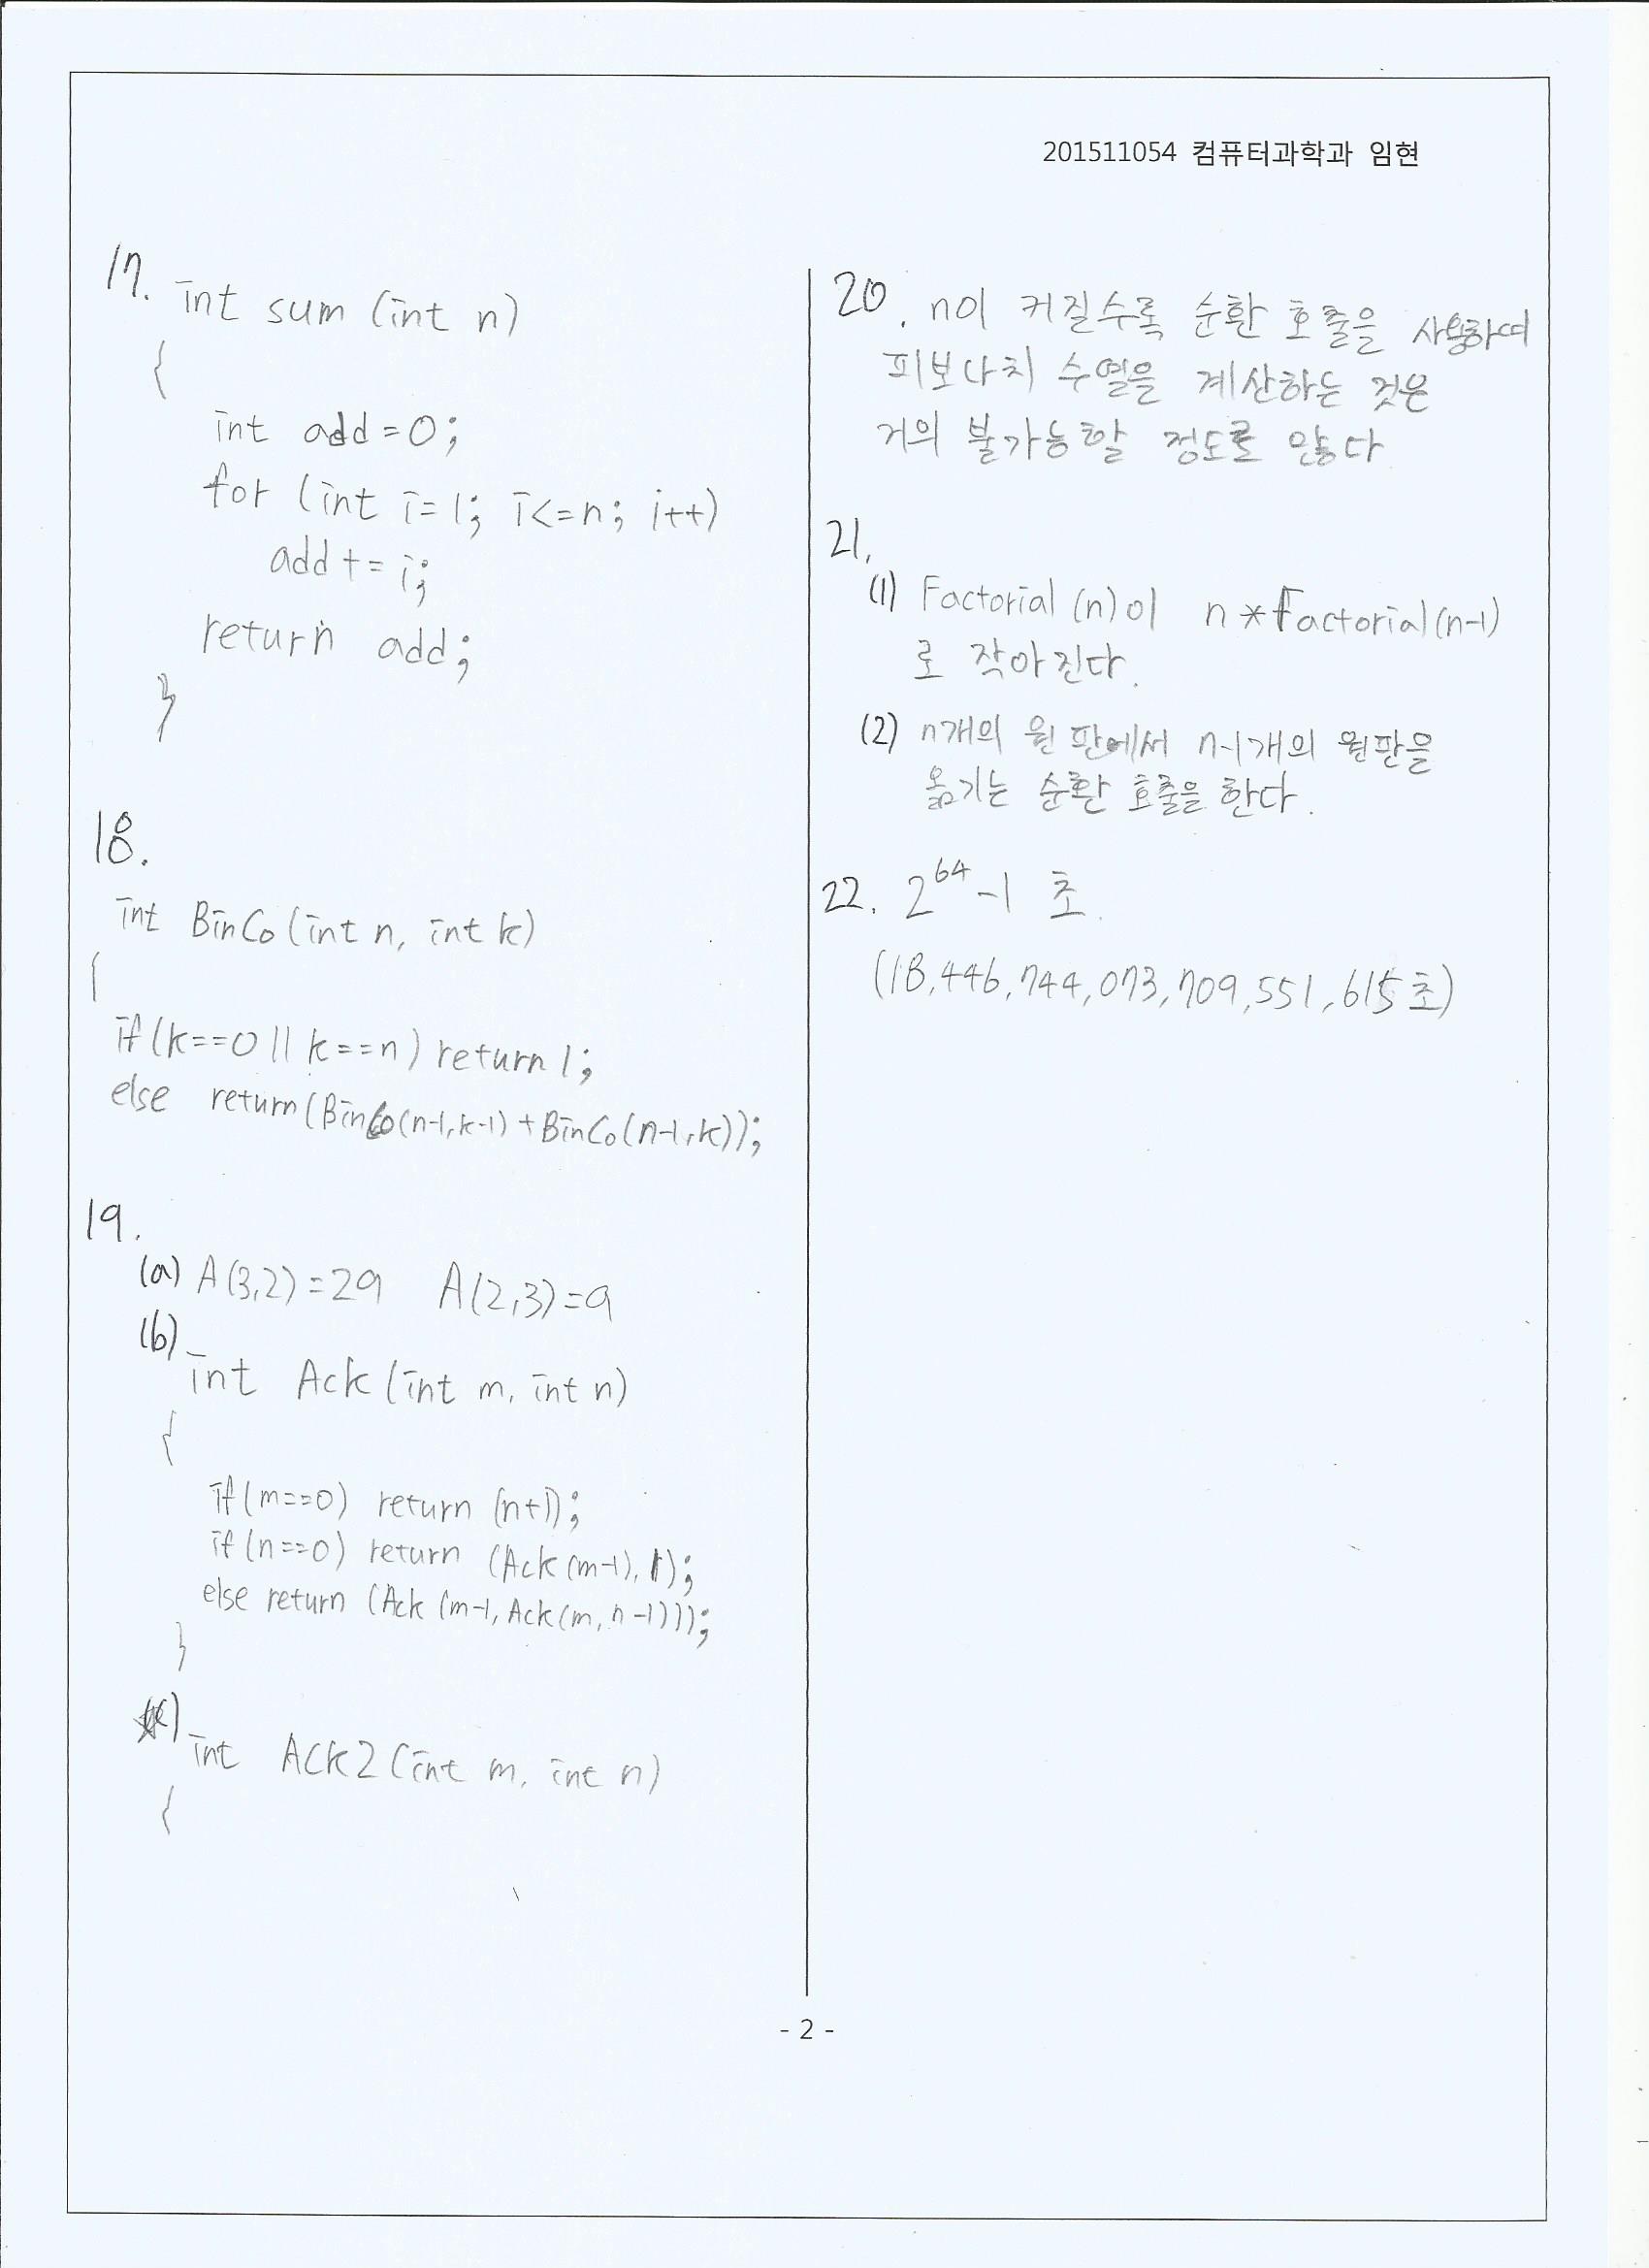 201511054 컴퓨터과학과 임현
17. int sum (int n)
{
int add=0;
for (int i=1; i<=n; i++)
add += i;
return add;
}
18.
int BinCo (int n, int k)
{
if(k==0 || k==n) return 1;
else return(BinCo(n-1,k-1)+BinCo(n-1,k));
19.
(a) A(3,2)=29 A(2,3)=9
(b)
int Ack (int m, int n)
{
if(m==0) return (n+1);
if(n==0) return (Ack(m-1),1);
else return (Ack(m-1,Ack(m,n-1)));
}
int ACK2 (int m, int n)
{
20. n이 커질수록 순환 호출을 사용하여
피보나치 수열을 계산하는 것은
거의 불가능할 정도로 많다
21.
(1) Factorial (n)이 n*Factorial(n-1)
로 작아진다.
(2) n개의 원판에서 n-1개의 원판을
옮기는 순환 호출을 한다.
22. 2^64-1 초.
(18,446,744,073,709,551,615초)
- 2 -